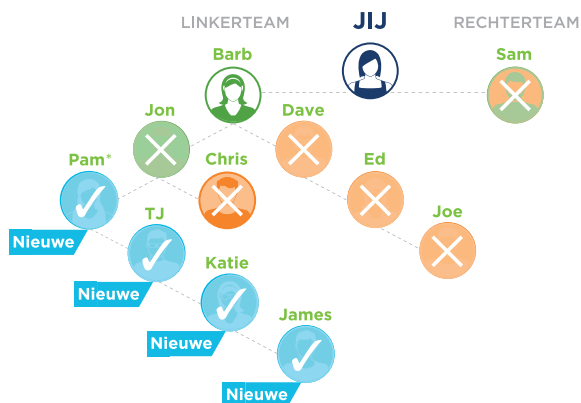 LINKERTEAM
JIJ
RECHTERTEAM
Barb
Sam
Jon
Dave
Pam*
Chris
Ed
TJ
Joe
Nieuwe
Katie
Nieuwe
James
Nieuwe
Nieuwe